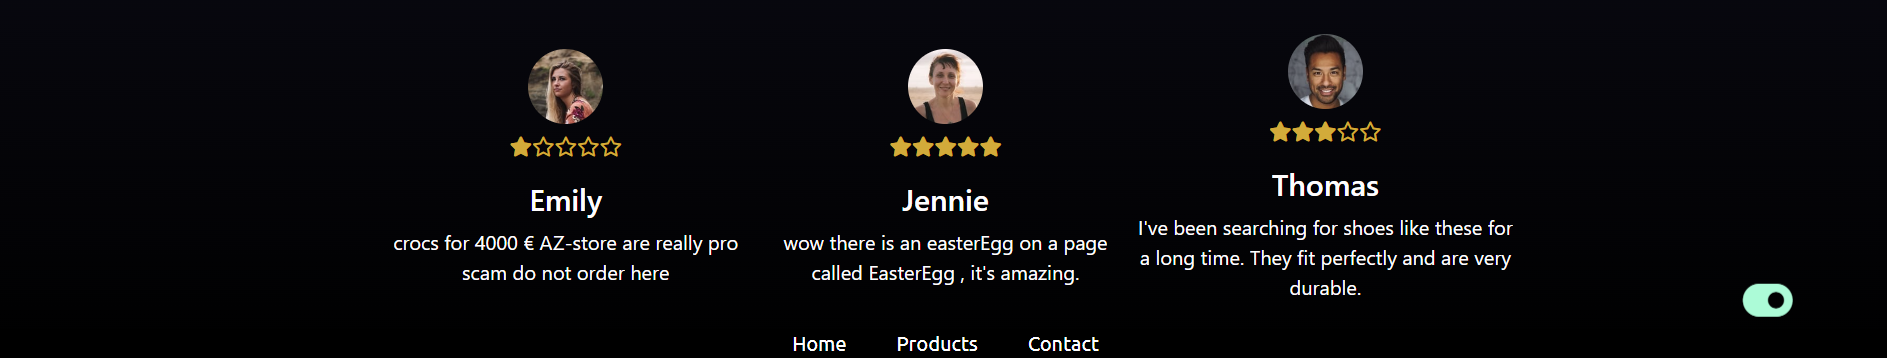 Emily
crocs for 4000 € AZ-store are really pro
scam do not order here
Jennie
wow there is an easterEgg on a page
called EasterEgg , it's amazing.
Thomas
I've been searching for shoes like these for
a long time. They fit perfectly and are very
durable.
Home Products Contact